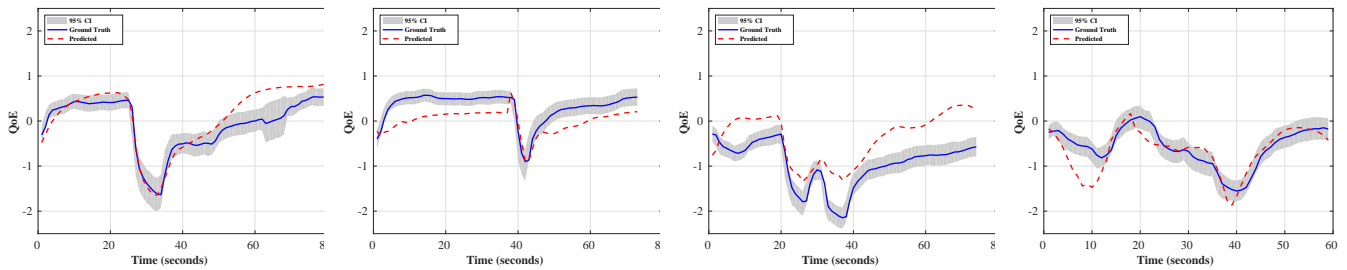 2
1
0
-1
-2
QoE
95% CI
Ground Truth
Predicted
0 20 40 60 8
Time (seconds)
2
1
0
-1
-2
QoE
95% CI
Ground Truth
Predicted
0 20 40 60 8
Time (seconds)
2
1
0
-1
-2
QoE
95% CI
Ground Truth
Predicted
0 20 40 60 8
Time (seconds)
2
1
0
-1
-2
QoE
95% CI
Ground Truth
Predicted
0 10 20 30 40 50 60
Time (seconds)